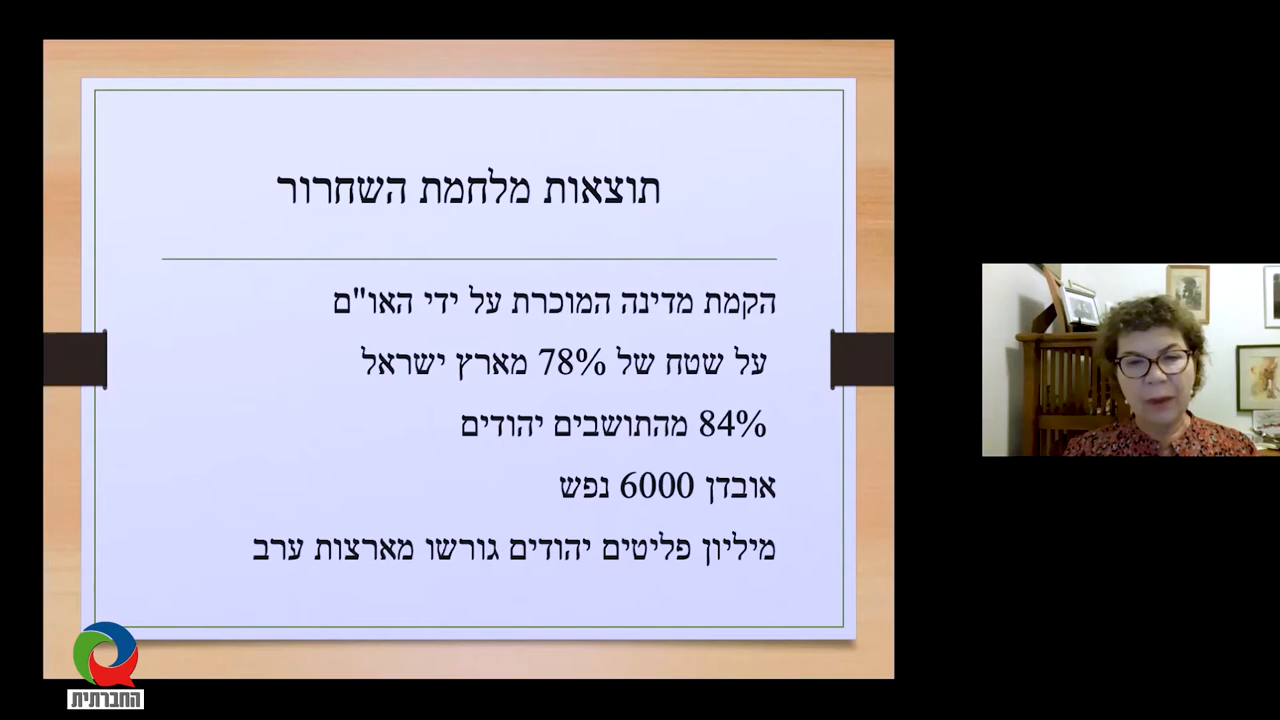 תוצאות מלחמת השחרור
הקמת מדינה המוכרת על ידי האו"ם
על שטח של 78% מארץ ישראל
84% מהתושבים יהודים
אובדן 6000 נפש
מיליון פליטים יהודים גורשו מארצות ערב
החברתית